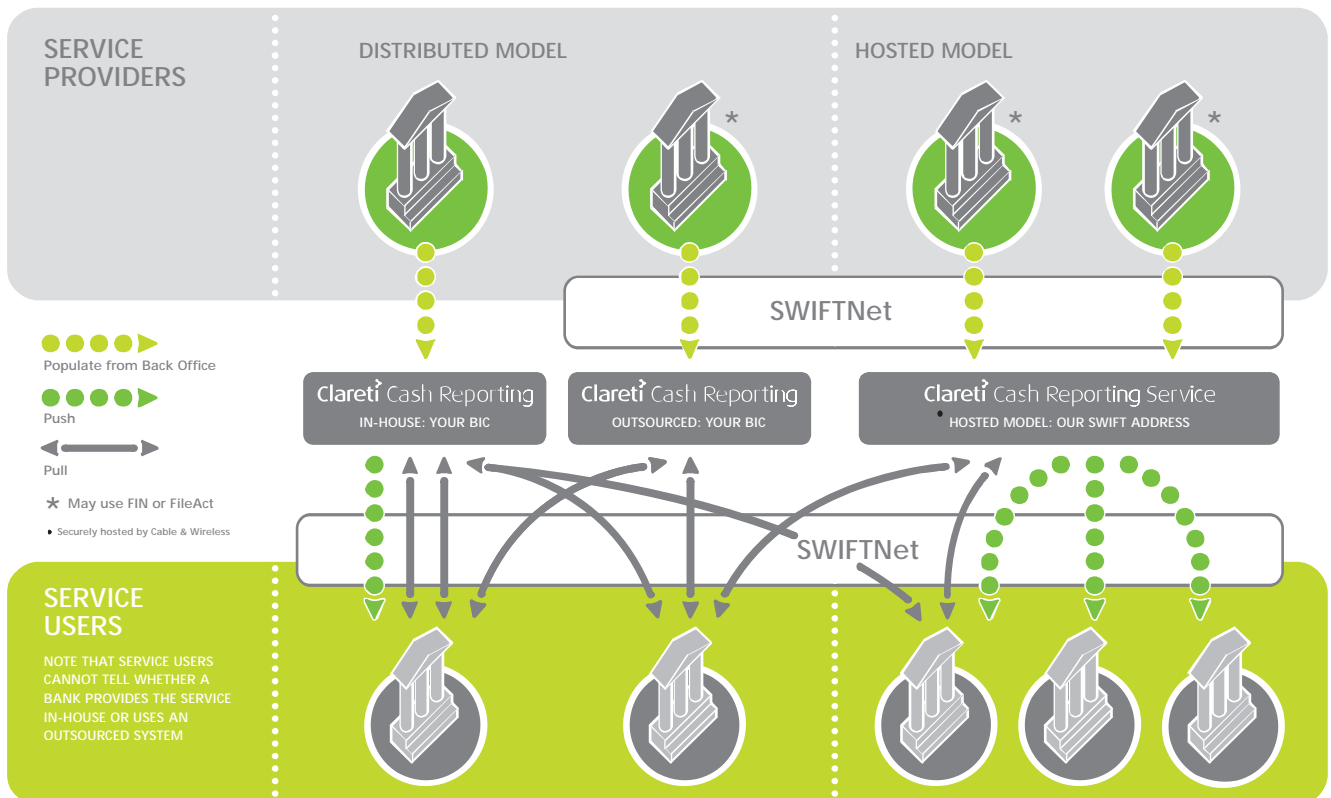 SERVICE
PROVIDERS
DISTRIBUTED MODEL
HOSTED MODEL
*
*
*
SWIFTNet
Populate from Back Office
Push
Pull
* May use FIN or FileAct
• Securely hosted by Cable & Wireless
Clareti Cash Reporting
IN-HOUSE: YOUR BIC
Clareti Cash Reporting
OUTSOURCED: YOUR BIC
Clareti Cash Reporting Service
• HOSTED MODEL: OUR SWIFT ADDRESS
SWIFTNet
SERVICE
USERS
NOTE THAT SERVICE USERS
CANNOT TELL WHETHER A
BANK PROVIDES THE SERVICE
IN-HOUSE OR USES AN
OUTSOURCED SYSTEM